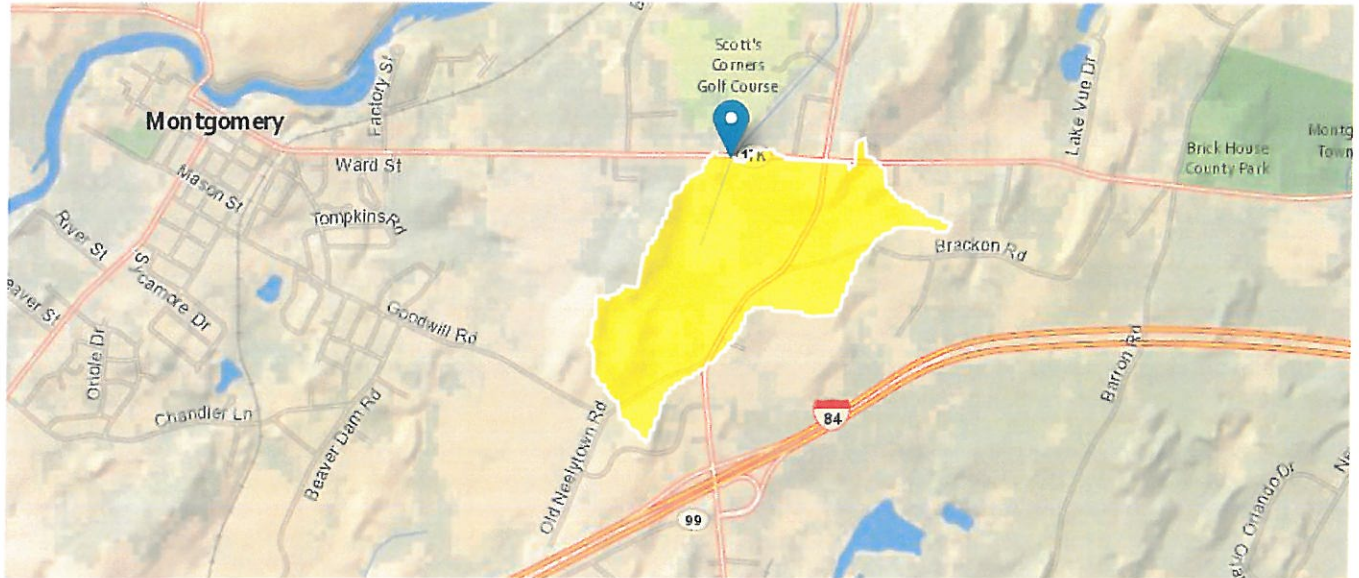 Scott's
Corners
Golf Course
Montgomery
Factory St
Lake Vue Dr
Ward St
Brick House
County Park
Montg
Town
Mason St
Tompkins Rd
River St
Sycamore Dr
Brackon Rd
eaver St
Goodwill Rd
Oriole Dr
Barron Rd
Chandler Ln
84
Beaver Dam Rd
Old Neelytown Rd
99
Orlando Dr